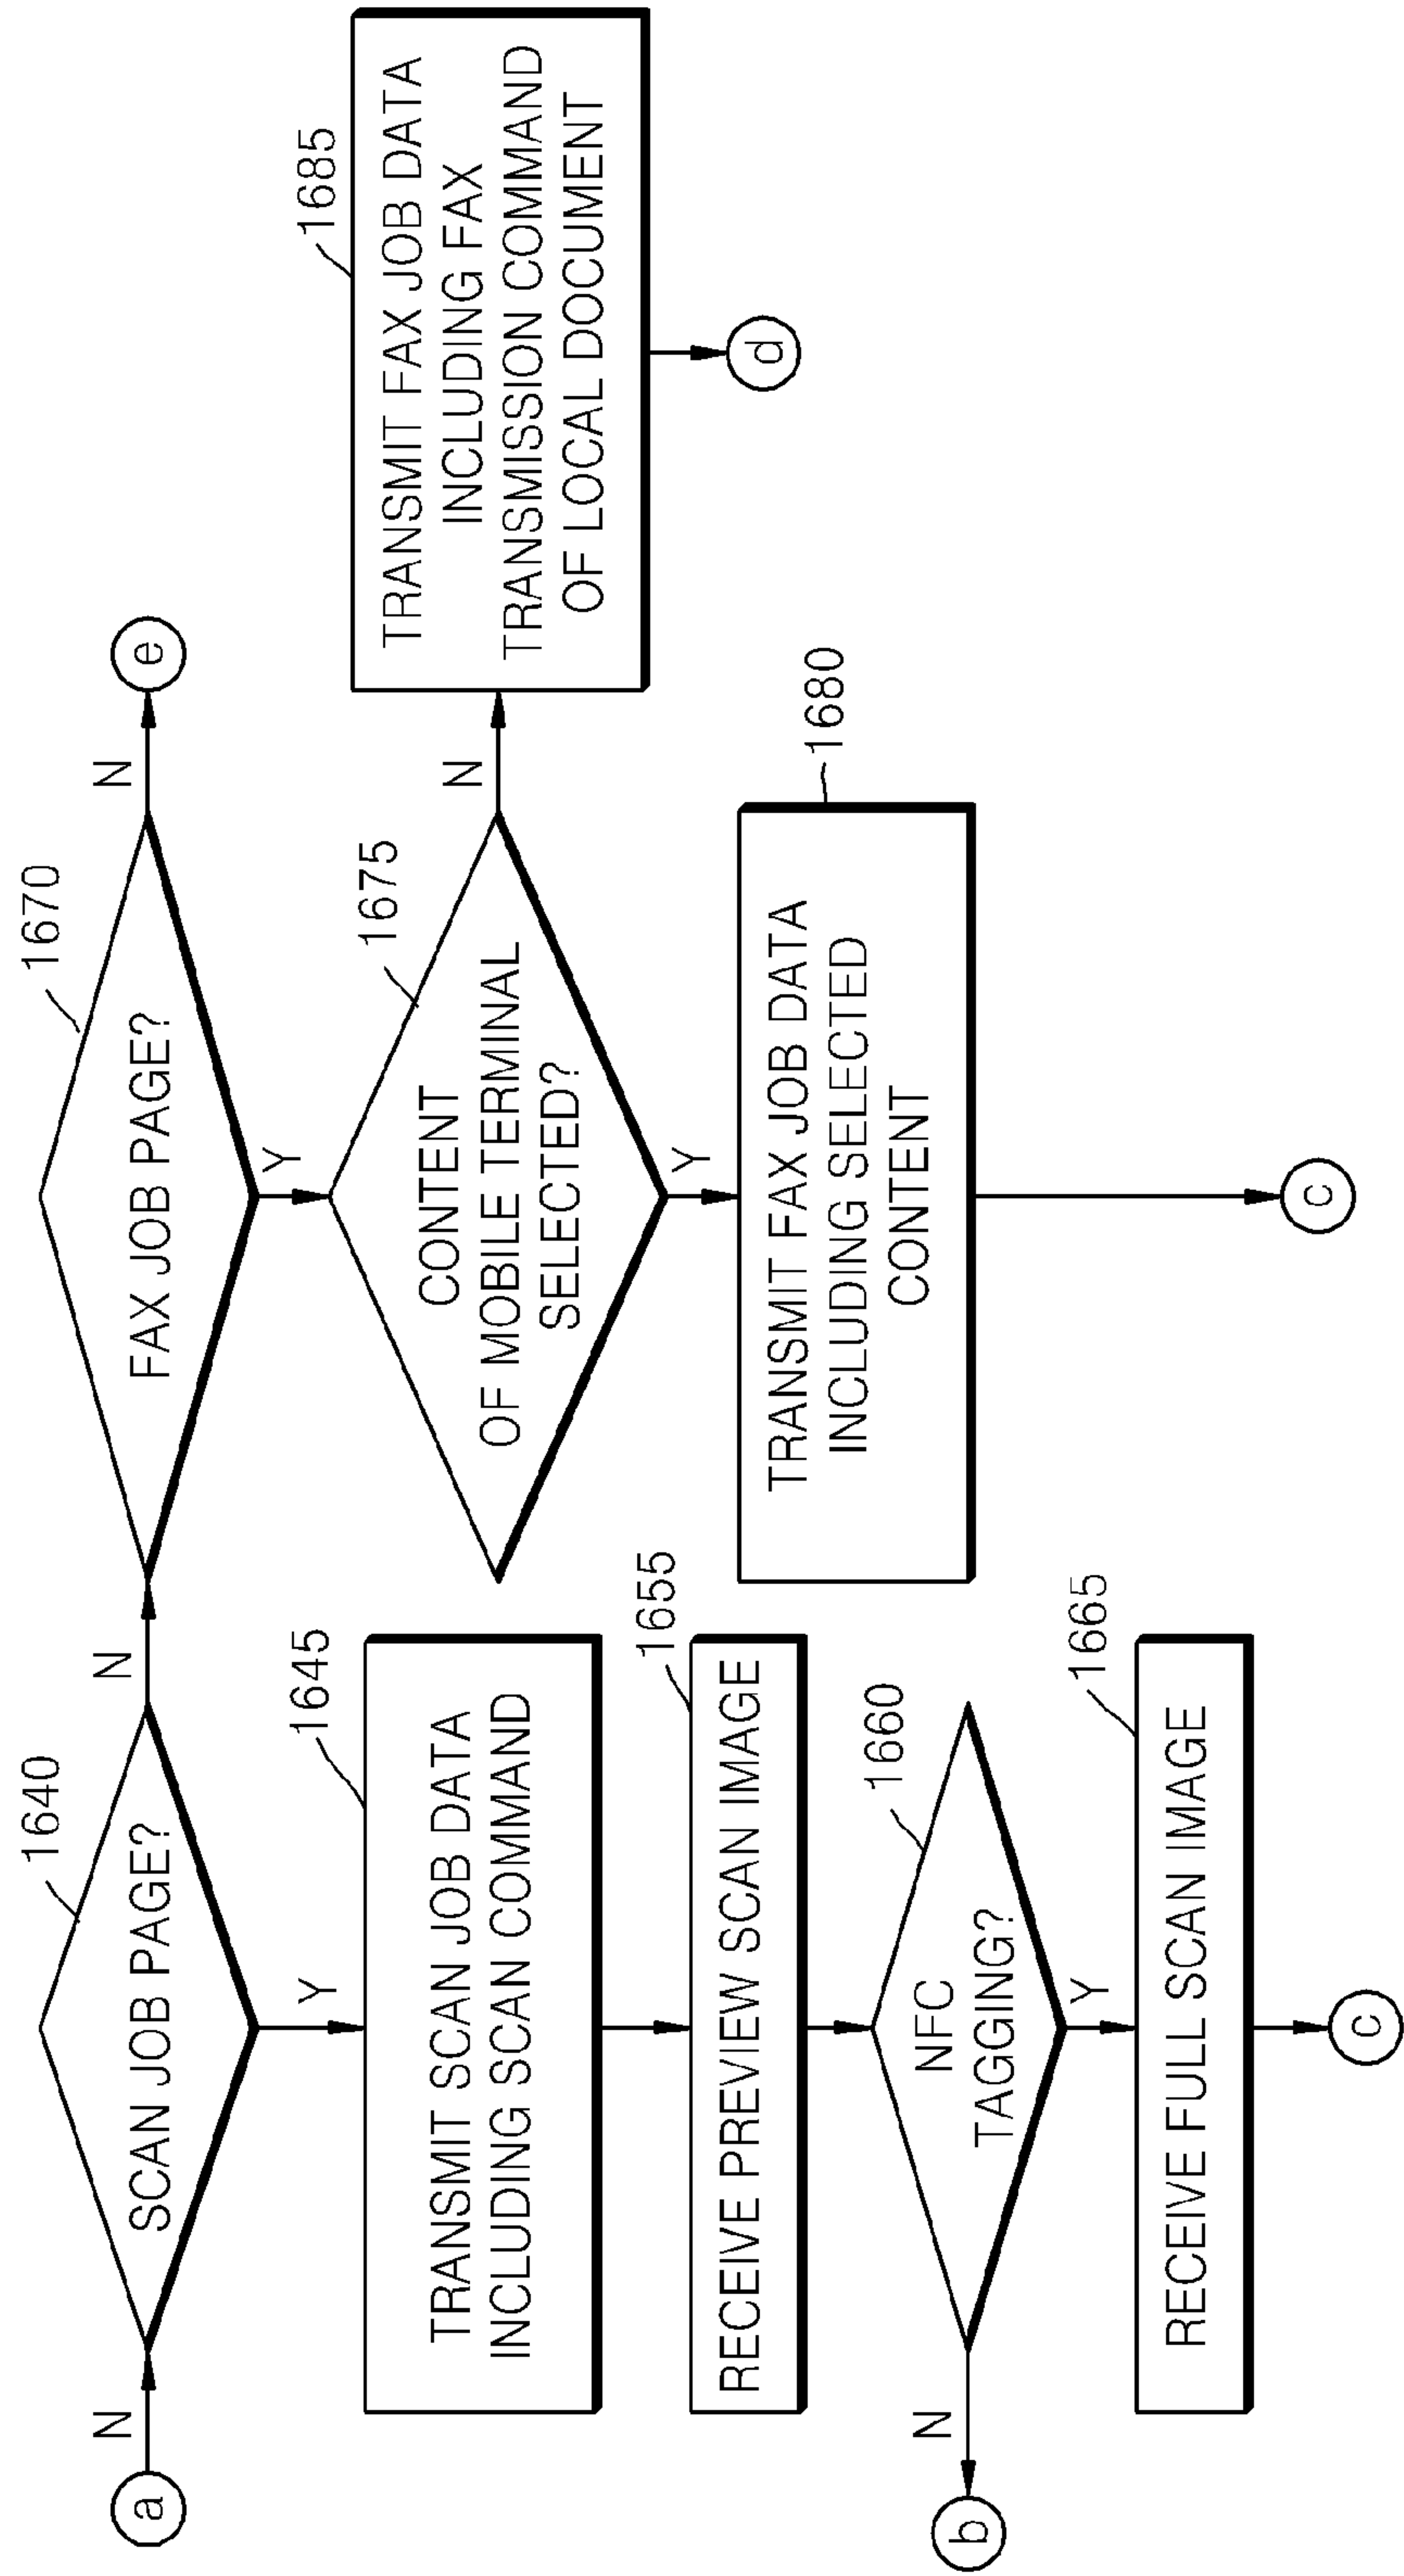 a
N
SCAN JOB PAGE?
1640
N
FAX JOB PAGE?
1670
N
e
Y
TRANSMIT SCAN JOB DATA
INCLUDING SCAN COMMAND
1645
RECEIVE PREVIEW SCAN IMAGE
1655
NFC
TAGGING?
1660
N
b
Y
RECEIVE FULL SCAN IMAGE
1665
c
Y
CONTENT
OF MOBILE TERMINAL
SELECTED?
1675
N
TRANSMIT FAX JOB DATA
INCLUDING FAX
TRANSMISSION COMMAND
OF LOCAL DOCUMENT
1685
d
Y
TRANSMIT FAX JOB DATA
INCLUDING SELECTED
CONTENT
1680
c